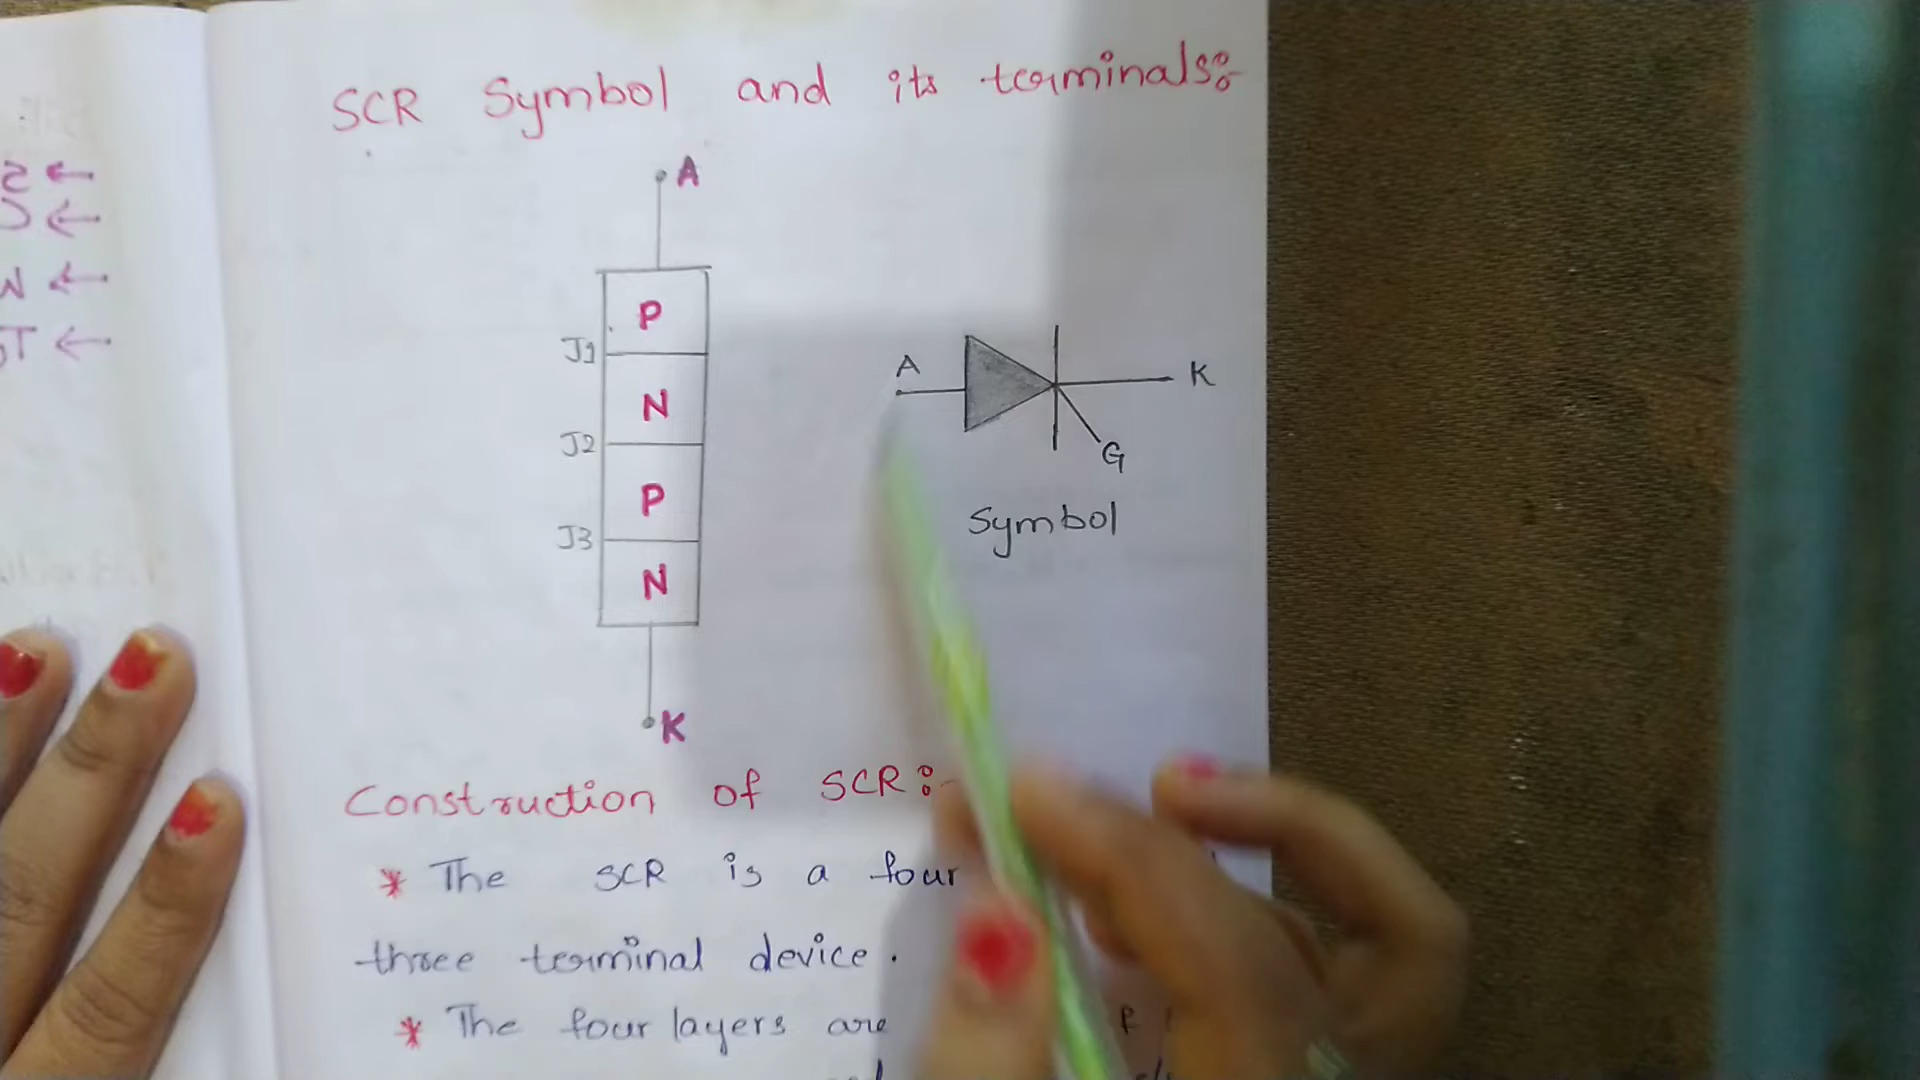 SCR Symbol and its terminals:-
A
P
J1
N
J2
P
J3
N
K
A
K
G
Symbol
Construction of SCR:-
* The SCR is a four
three terminal device.
* The four layers are